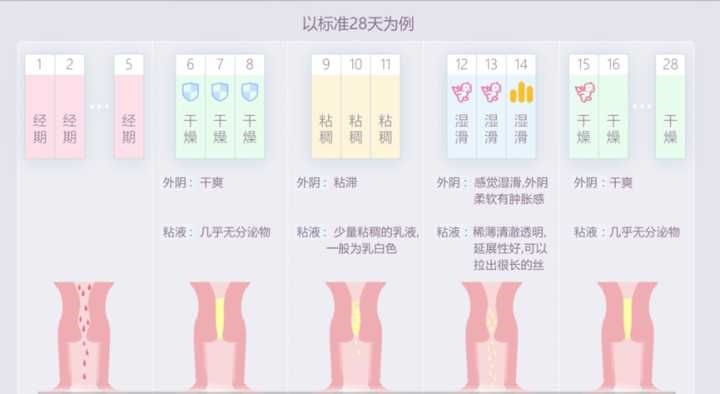 以标准28天为例
1 2 … 5
经期 经期 经期
6 7 8
干燥 干燥 干燥
9 10 11
粘稠 粘稠 粘稠
12 13 14
湿滑 湿滑 湿滑
15 16 … 28
干燥 干燥 干燥
外阴：干爽
粘液：几乎无分泌物
外阴：粘滞
粘液：少量粘稠的乳液,
一般为乳白色
外阴：感觉湿滑,外阴
柔软有肿胀感
粘液：稀薄清澈透明,
延展性好,可以
拉出很长的丝
外阴：干爽
粘液：几乎无分泌物